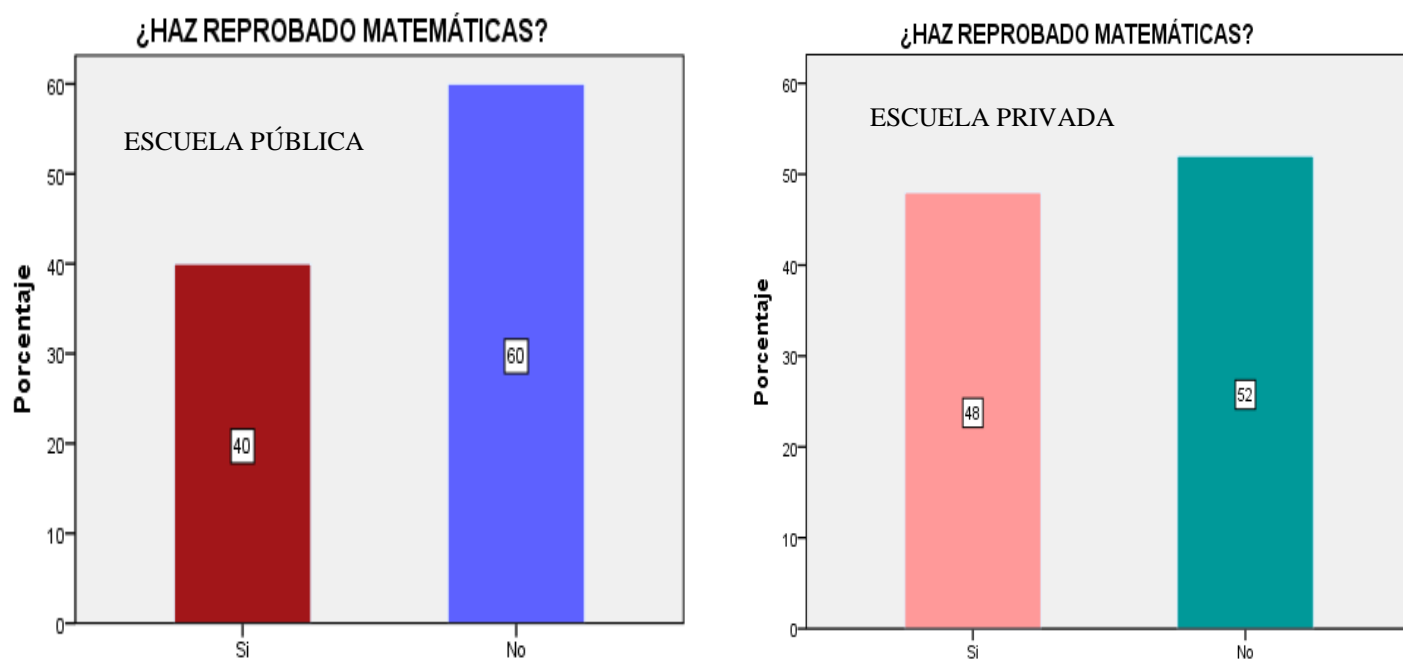 ¿HAZ REPROBADO MATEMÁTICAS?
ESCUELA PÚBLICA
Porcentaje
60
50
40
30
20
10
0
40
60
Si
No
¿HAZ REPROBADO MATEMÁTICAS?
ESCUELA PRIVADA
Porcentaje
60
50
40
30
20
10
0
48
52
Si
No